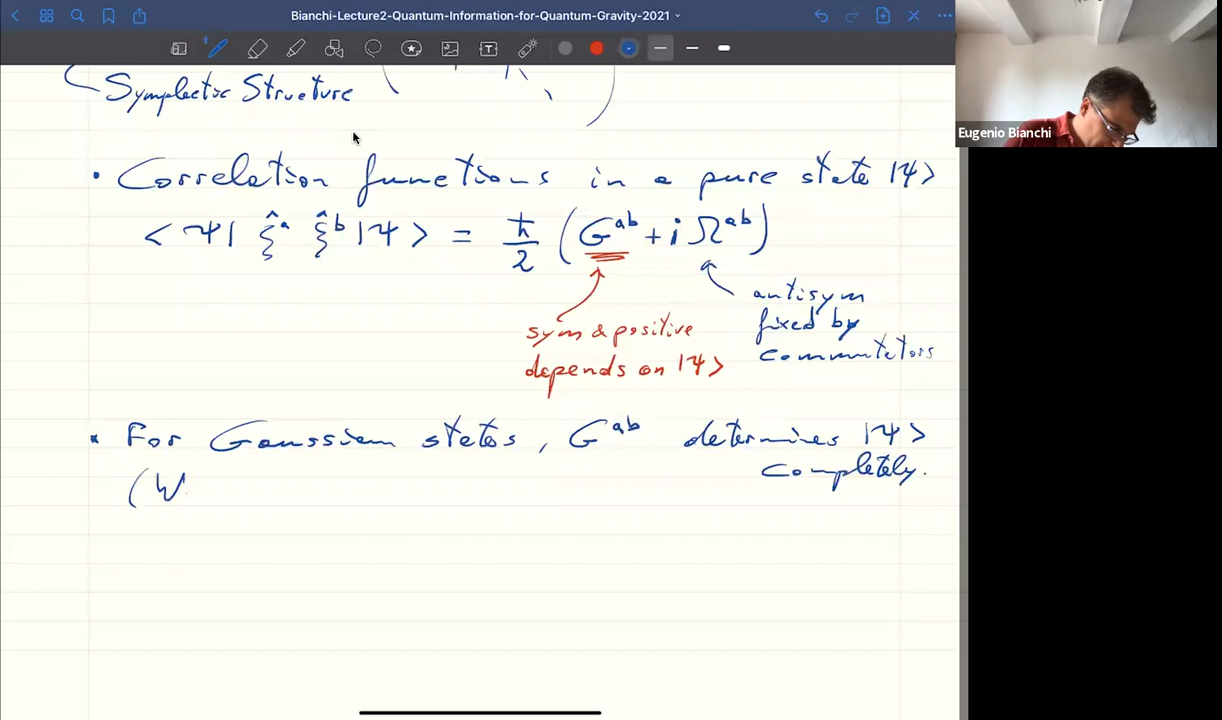 Bianchi-Lecture2-Quantum-Information-for-Quantum-Gravity-2021
Eugenio Bianchi
Symplectic Structure
• Correlation functions in a pure state |ψ>
<ψ| ξ̂ᵃ ξ̂ᵇ |ψ> = ℏ/2 (Gᵃᵇ + i Ωᵃᵇ)
sym & positive
depends on |ψ>
antisym
fixed by
commutators
• For Gaussian states, Gᵃᵇ determines |ψ>
completely.
(W